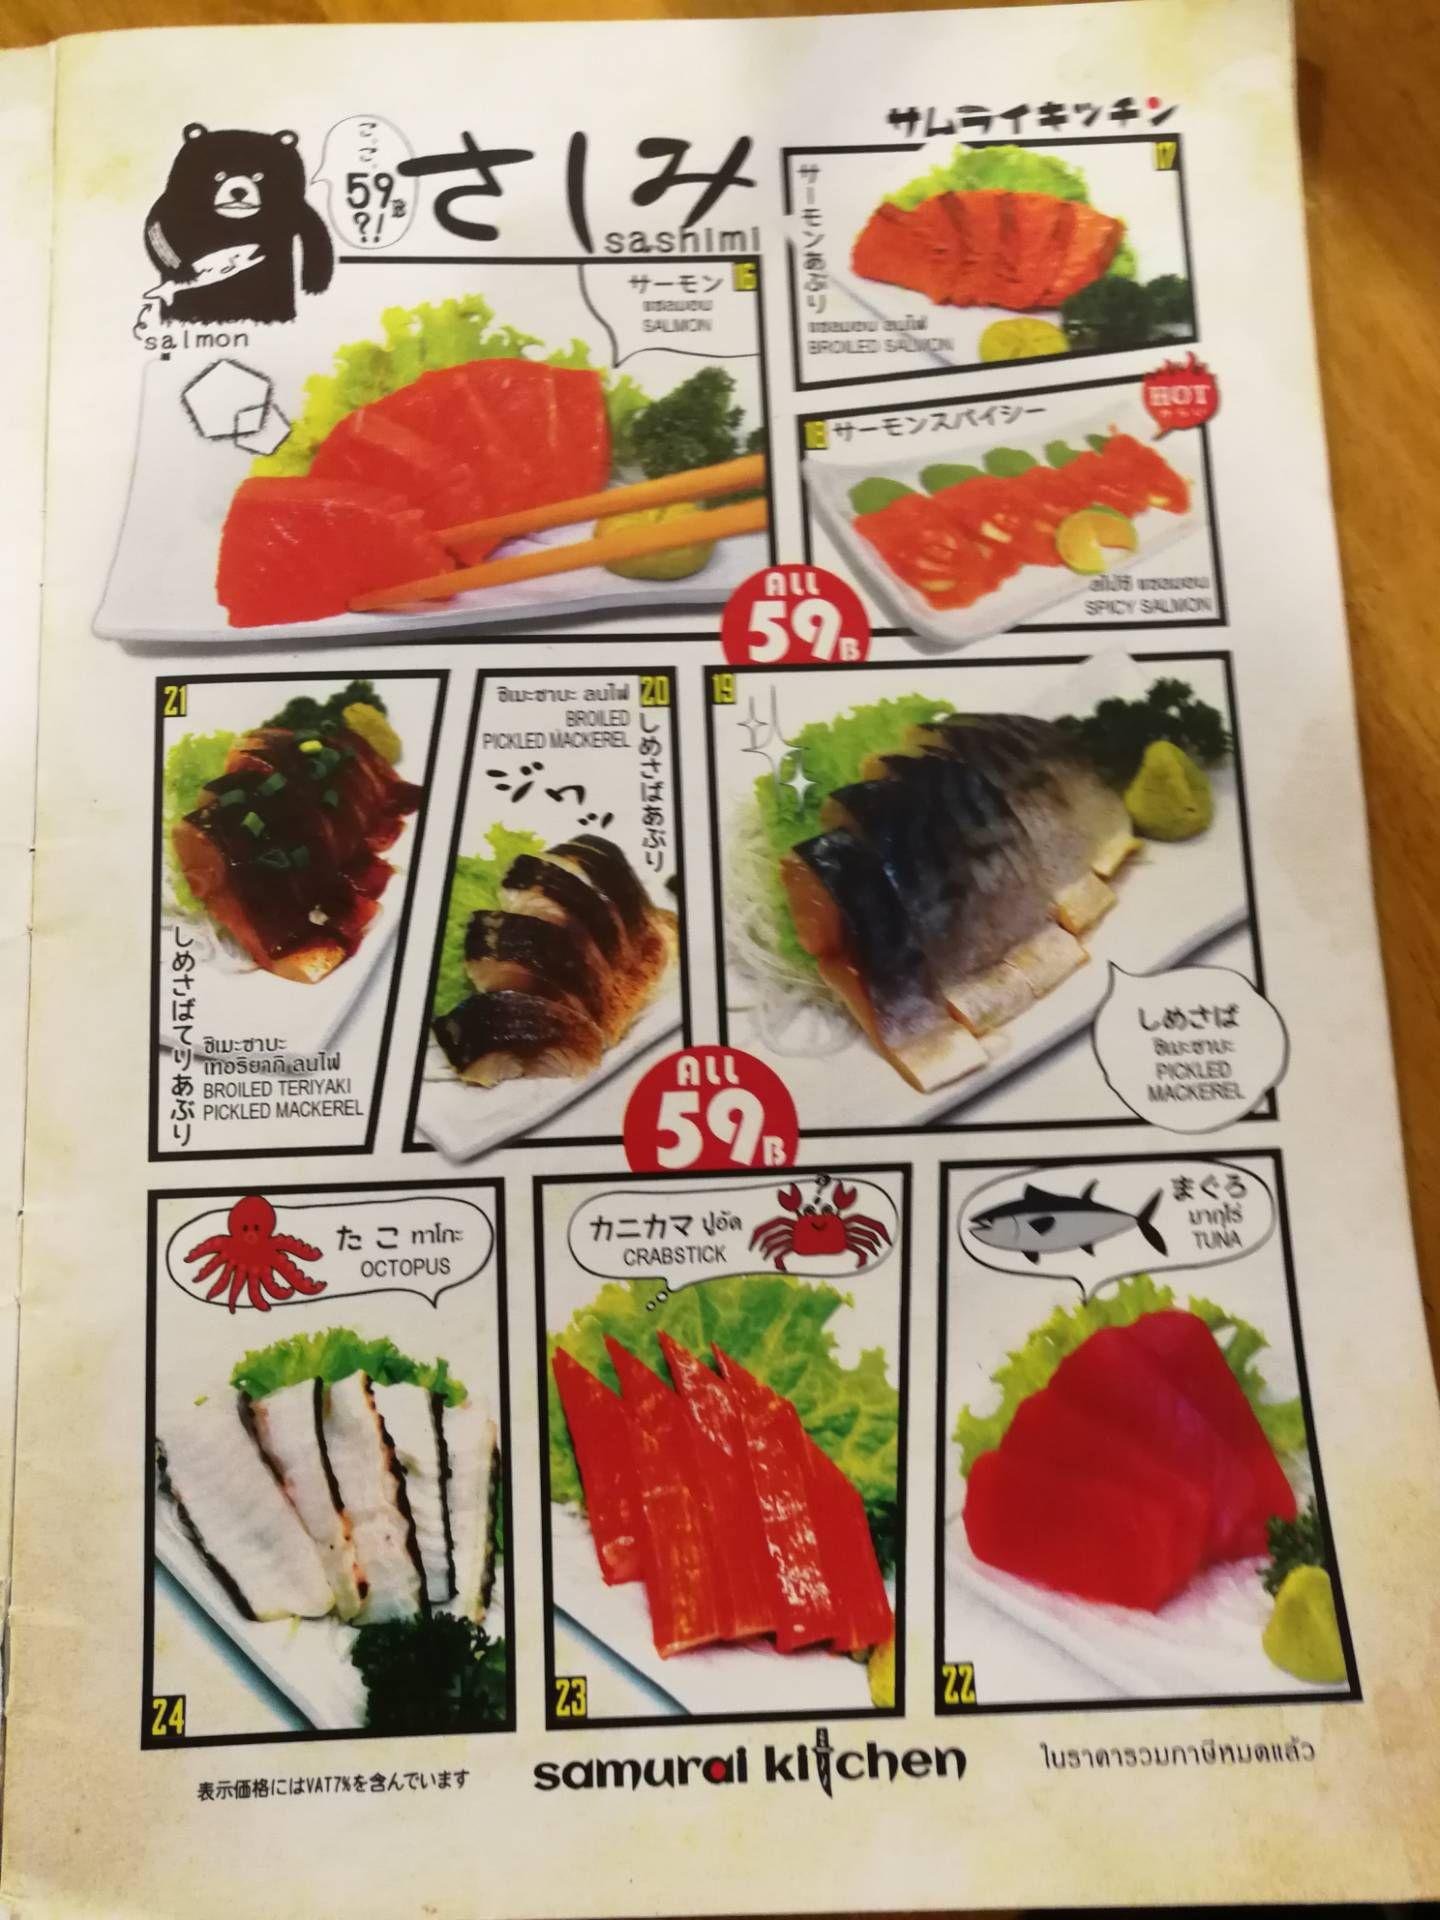 サムライキッチン
こ、
こ、
59B
?!
さしみ
sashimi
salmon
16
サーモン
แซลมอน
SALMON
17
サーモンあぶり
แซลมอน ลนไฟ
BROILED SALMON
18
サーモンスパイシー
HOT
からい
สไปซี่ แซลมอน
SPICY SALMON
ALL
59B
21
しめさばてりあぶり
ชิเมะซาบะ
เทอริยากิ ลนไฟ
BROILED TERIYAKI
PICKLED MACKEREL
20
ชิเมะซาบะ ลนไฟ
BROILED
PICKLED MACKEREL
しめさばあぶり
ジワッ
19
しめさば
ชิเมะซาบะ
PICKLED
MACKEREL
ALL
59B
たこ ทาโกะ
OCTOPUS
24
カニカマ ปูอัด
CRABSTICK
?
23
まぐろ
มากุโร่
TUNA
22
表示価格にはVAT7%を含んでいます
samurai kitchen
ในราคารวมภาษีหมดแล้ว